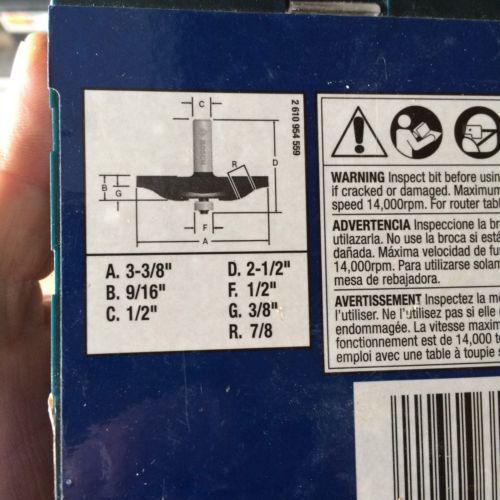 C
2 610 954 559
BOSCH
D
R
B
G
F
A
A. 3-3/8"
B. 9/16"
C. 1/2"
D. 2-1/2"
F. 1/2"
G. 3/8"
R. 7/8
WARNING Inspect bit before usin
if cracked or damaged. Maximum
speed 14,000rpm. For router tabl
ADVERTENCIA Inspeccione la bro
utilazarla. No use la broca si está
dañada. Máxima velocidad de fu
14,000rpm. Para utilizarse solam
mesa de rebajadora.
AVERTISSEMENT Inspectez la mè
l'utiliser. Ne l'utilisez pas si elle e
endommagée. La vitesse maxim
fonctionnement est de 14,000 to
emploi avec une table à toupie s